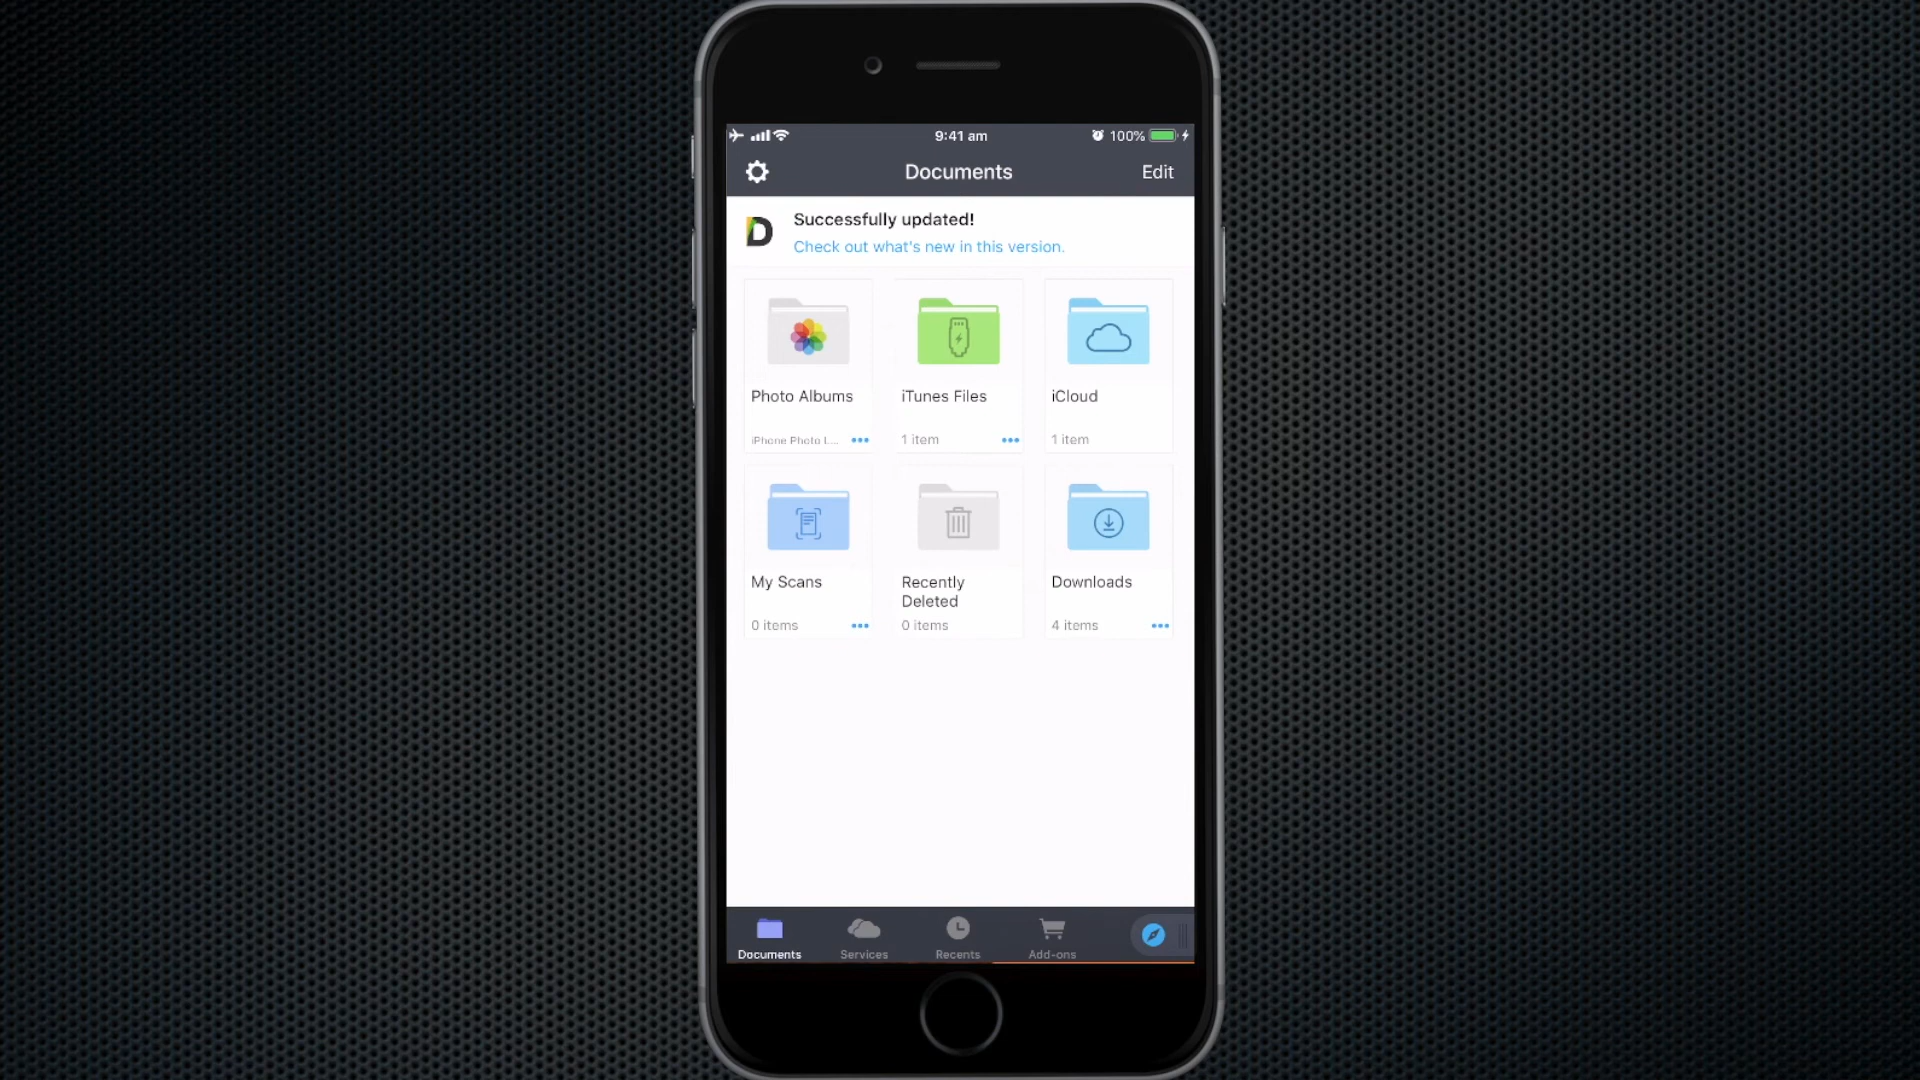 9:41 am
100%
Documents
Edit
D
Successfully updated!
Check out what's new in this version.
Photo Albums
iPhone Photo L...
iTunes Files
1 item
iCloud
1 item
My Scans
0 items
Recently
Deleted
0 items
Downloads
4 items
Documents
Services
Recents
Add-ons